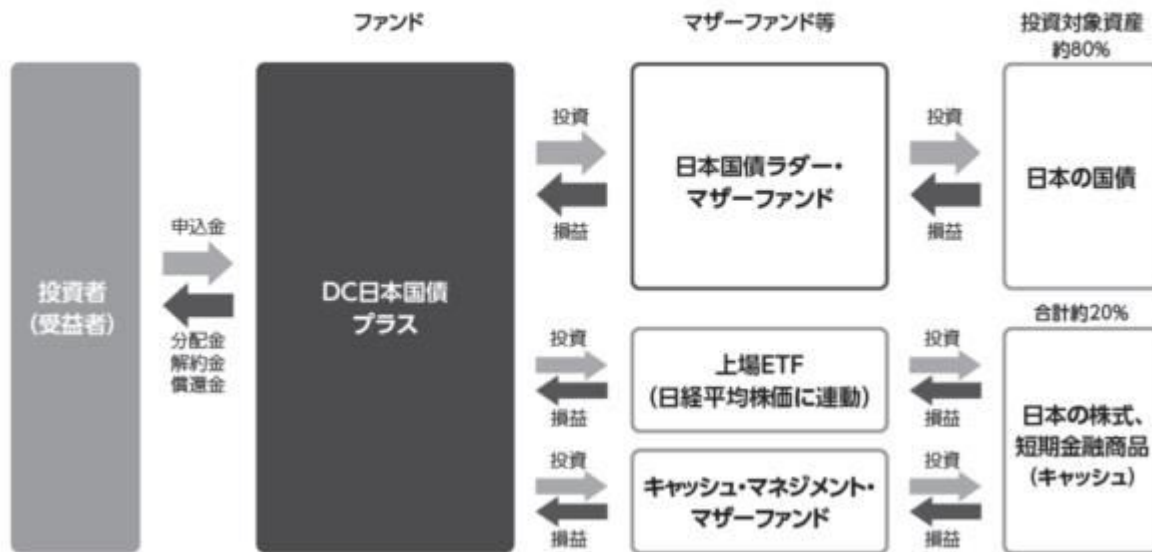 ファンド
マザーファンド等
投資対象資産
約80%
投資者
(受益者)
申込金
分配金
解約金
償還金
DC日本国債
プラス
投資
損益
日本国債ラダー・
マザーファンド
投資
損益
日本の国債
投資
損益
上場ETF
(日経平均株価に連動)
投資
損益
合計約20%
日本の株式、
短期金融商品
(キャッシュ)
投資
損益
キャッシュ・マネジメント・
マザーファンド
投資
損益